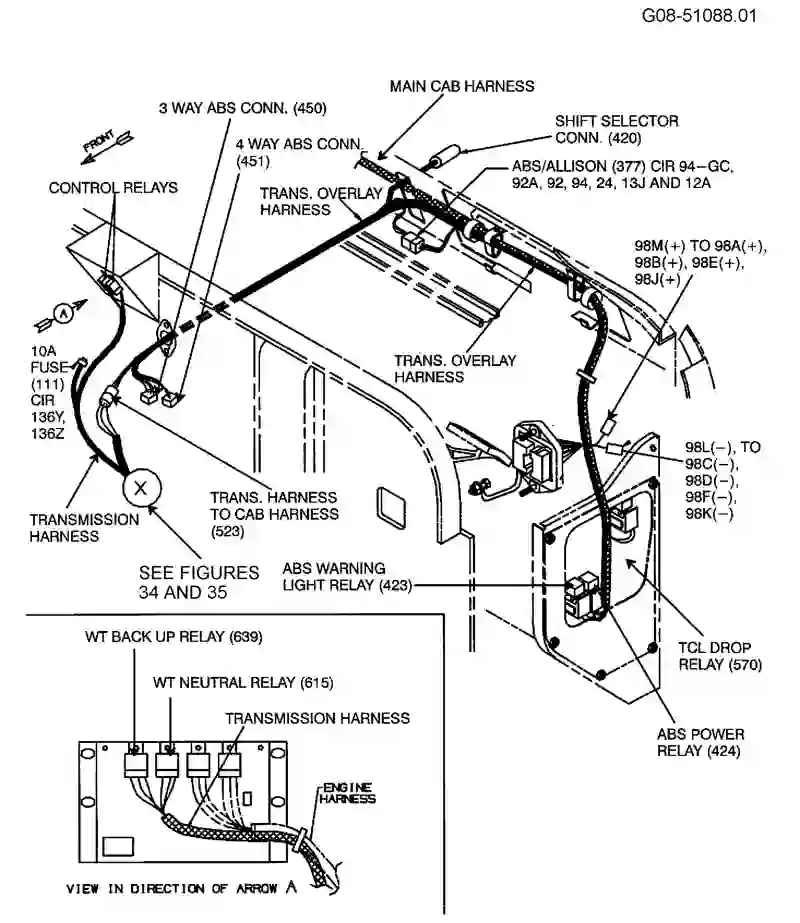 G08-51088.01
MAIN CAB HARNESS
3 WAY ABS CONN. (450)
SHIFT SELECTOR
CONN. (420)
FRONT
4 WAY ABS CONN.
(451)
ABS/ALLISON (377) CIR 94-GC,
92A, 92, 94, 24, 13J AND 12A
CONTROL RELAYS
TRANS. OVERLAY
HARNESS
98M(+) TO 98A(+),
98B(+), 98E(+),
98J(+)
A
10A
FUSE
(111)
CIR
136Y,
136Z
TRANS. OVERLAY
HARNESS
98L(-), TO
98C(-),
98D(-),
98F(-),
98K(-)
X
TRANS. HARNESS
TO CAB HARNESS
(523)
TRANSMISSION
HARNESS
SEE FIGURES
34 AND 35
ABS WARNING
LIGHT RELAY (423)
TCL DROP
RELAY (570)
ABS POWER
RELAY (424)
WT BACK UP RELAY (639)
WT NEUTRAL RELAY (615)
TRANSMISSION HARNESS
ENGINE
HARNESS
VIEW IN DIRECTION OF ARROW A